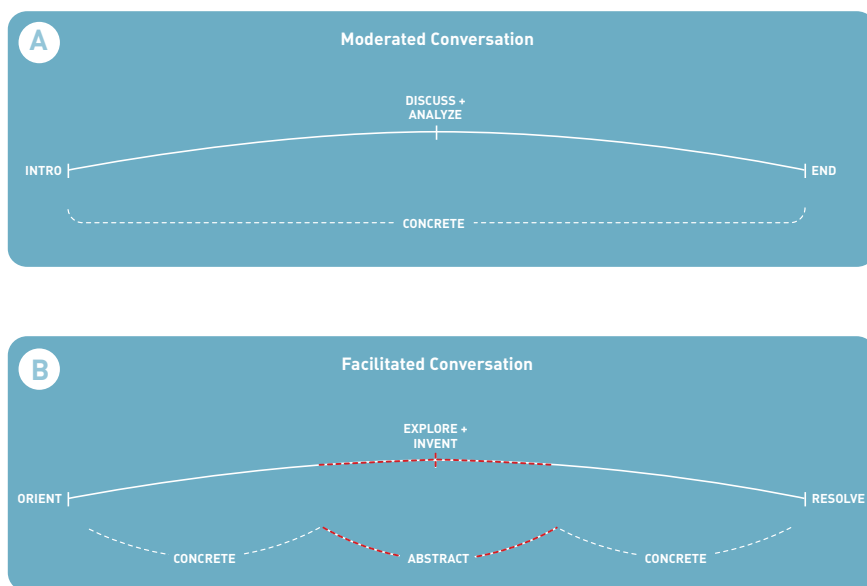 A
Moderated Conversation
DISCUSS +
ANALYZE
INTRO
END
CONCRETE
B
Facilitated Conversation
EXPLORE +
INVENT
ORIENT
RESOLVE
CONCRETE
ABSTRACT
CONCRETE